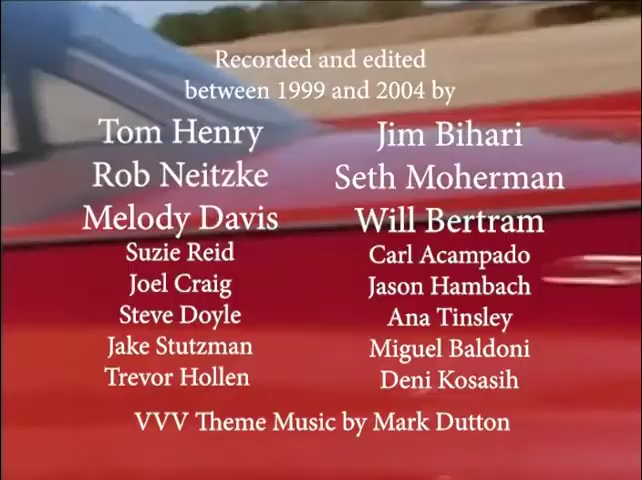 Recorded and edited
between 1999 and 2004 by
Tom Henry
Rob Neitzke
Melody Davis
Suzie Reid
Joel Craig
Steve Doyle
Jake Stutzman
Trevor Hollen
Jim Bihari
Seth Moherman
Will Bertram
Carl Acampado
Jason Hambach
Ana Tinsley
Miguel Baldoni
Deni Kosasih
VVV Theme Music by Mark Dutton